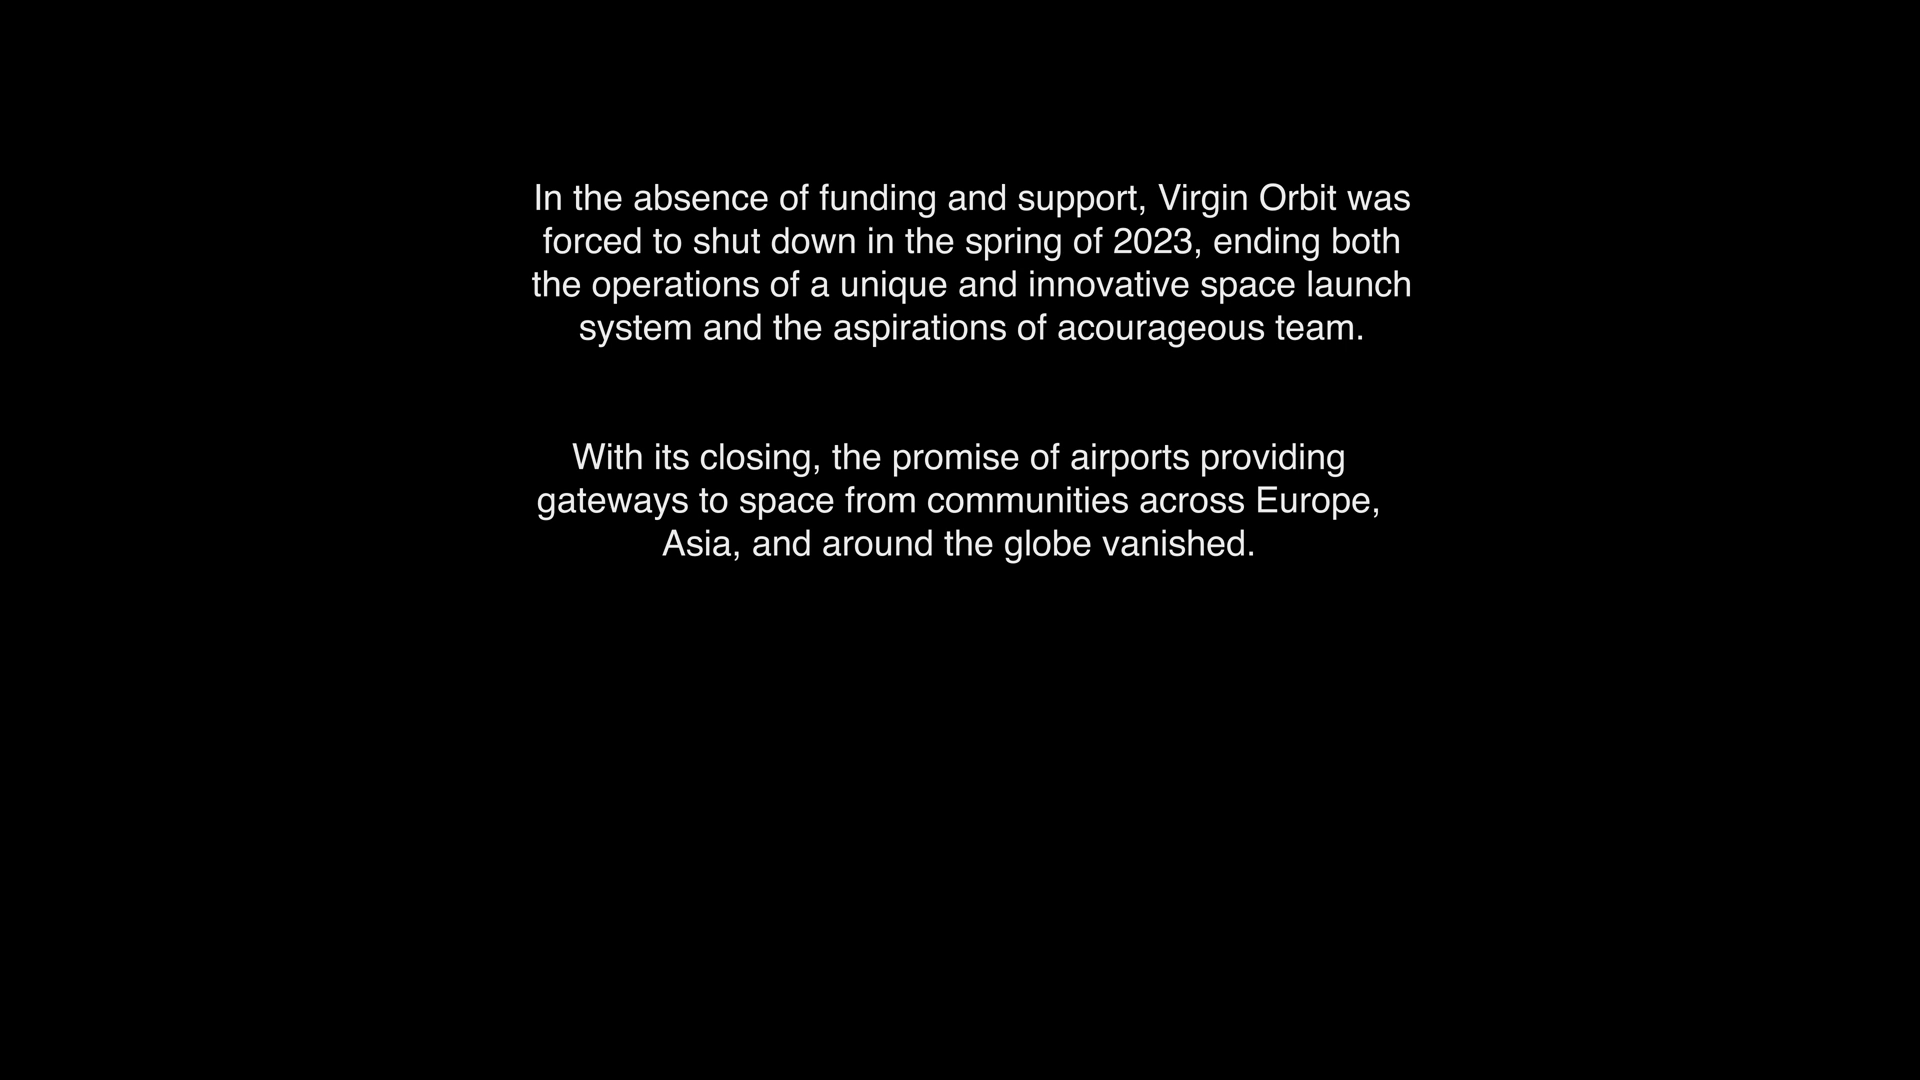 In the absence of funding and support, Virgin Orbit was
forced to shut down in the spring of 2023, ending both
the operations of a unique and innovative space launch
system and the aspirations of acourageous team.
With its closing, the promise of airports providing
gateways to space from communities across Europe,
Asia, and around the globe vanished.